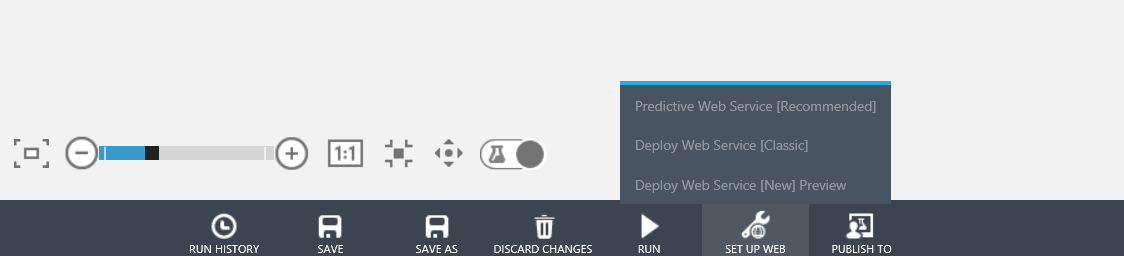 Predictive Web Service [Recommended]
Deploy Web Service [Classic]
Deploy Web Service [New] Preview
1:1
RUN HISTORY
SAVE
SAVE AS
DISCARD CHANGES
RUN
SET UP WEB
PUBLISH TO